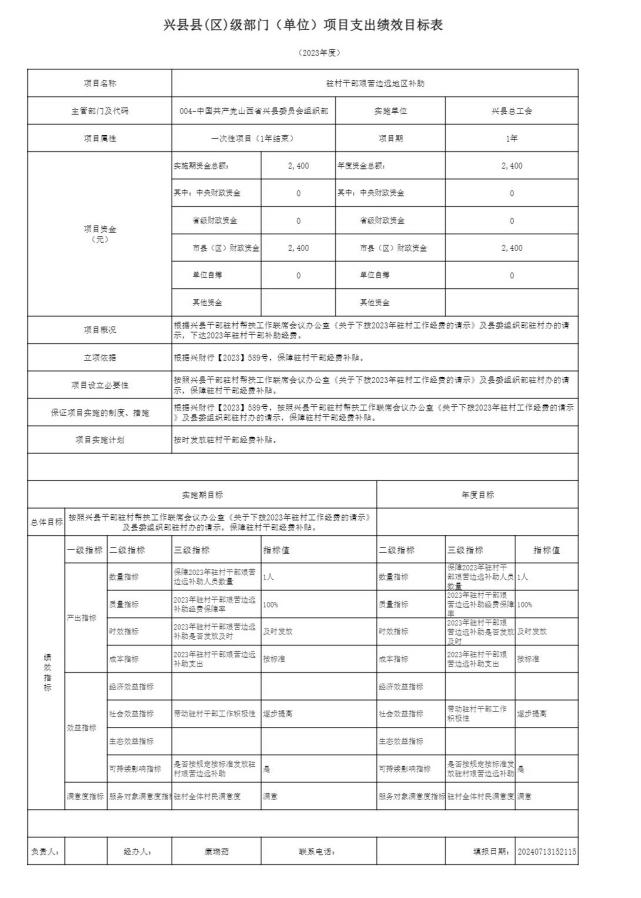 兴县县(区)级部门（单位）项目支出绩效目标表
（2023年度）
项目名称 驻村干部艰苦边远地区补助
主管部门及代码 004-中国共产党山西省兴县委员会组织部 实施单位 兴县总工会
项目属性 一次性项目（1年结束） 项目期 1年
项目资金
（元）
实施期资金总额： 2,400 年度资金总额： 2,400
其中：中央财政资金 0 其中：中央财政资金 0
省级财政资金 0 省级财政资金 0
市县（区）财政资金 2,400 市县（区）财政资金 2,400
单位自筹 0 单位自筹 0
其他资金 其他资金
项目概况
根据兴县干部驻村帮扶工作联席会议办公室《关于下拨2023年驻村工作经费的请示》及县委组织部驻村办的请
示，下达2023年驻村干部补助经费。
立项依据 根据兴财行【2023】589号，保障驻村干部经费补贴。
项目设立必要性
按照兴县干部驻村帮扶工作联席会议办公室《关于下拨2023年驻村工作经费的请示》及县委组织部驻村办的请
示，保障驻村干部经费补贴。
保证项目实施的制度、措施
根据兴财行【2023】589号，按照兴县干部驻村帮扶工作联席会议办公室《关于下拨2023年驻村工作经费的请示
》及县委组织部驻村办的请示，保障驻村干部经费补贴。
项目实施计划 按时发放驻村干部经费补贴。
实施期目标 年度目标
总体目标
按照兴县干部驻村帮扶工作联席会议办公室《关于下拨2023年驻村工作经费的请示》
及县委组织部驻村办的请示，保障驻村干部经费补贴。
绩效指标
一级指标 二级指标 三级指标 指标值 二级指标 三级指标 指标值
产出指标
数量指标
保障2023年驻村干部艰苦
边远补助人员数量
1人
数量指标
保障2023年驻村干
部艰苦边远补助人员
数量
1人
质量指标
2023年驻村干部艰苦边远
补助经费保障率
100%
质量指标
2023年驻村干部艰
苦边远补助经费保障
率
100%
时效指标
2023年驻村干部艰苦边远
补助是否发放及时
及时发放
时效指标
2023年驻村干部艰
苦边远补助是否发放
及时
及时发放
成本指标
2023年驻村干部艰苦边远
补助支出
按标准
成本指标
2023年驻村干部艰
苦边远补助支出
按标准
效益指标
经济效益指标 经济效益指标
社会效益指标 带动驻村干部工作积极性 逐步提高
社会效益指标
带动驻村干部工作
积极性
逐步提高
生态效益指标 生态效益指标
可持续影响指标
是否按规定按标准发放驻
村艰苦边远补助
是
可持续影响指标
是否按规定按标准发
放驻村艰苦边远补助
是
满意度指标 服务对象满意度指标 驻村全体村民满意度 满意 服务对象满意度指标 驻村全体村民满意度 满意
负责人： 经办人： 康瑞 联系电话： 填报日期： 20240713152115